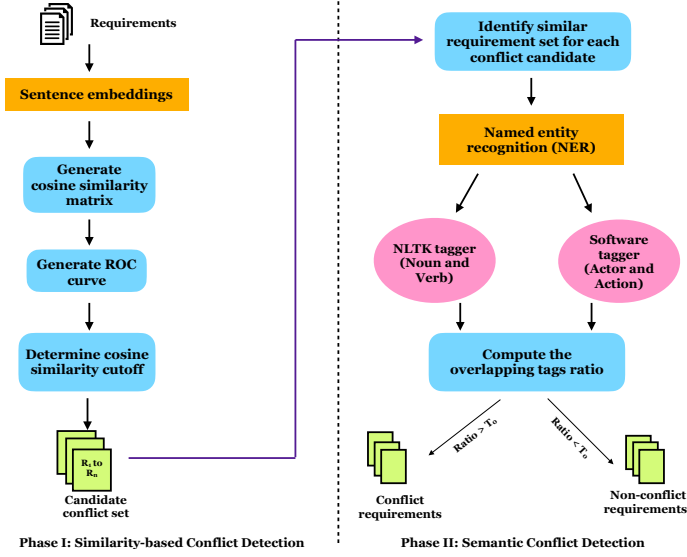 Requirements
Sentence embeddings
Generate
cosine similarity
matrix
Generate ROC
curve
Determine cosine
similarity cutoff
R₁ to
Rₙ
Candidate
conflict set
Phase I: Similarity-based Conflict Detection
Identify similar
requirement set for each
conflict candidate
Named entity
recognition (NER)
NLTK tagger
(Noun and
Verb)
Software
tagger
(Actor and
Action)
Compute the
overlapping tags ratio
Ratio > Tₒ
Ratio < Tₒ
Conflict
requirements
Non-conflict
requirements
Phase II: Semantic Conflict Detection